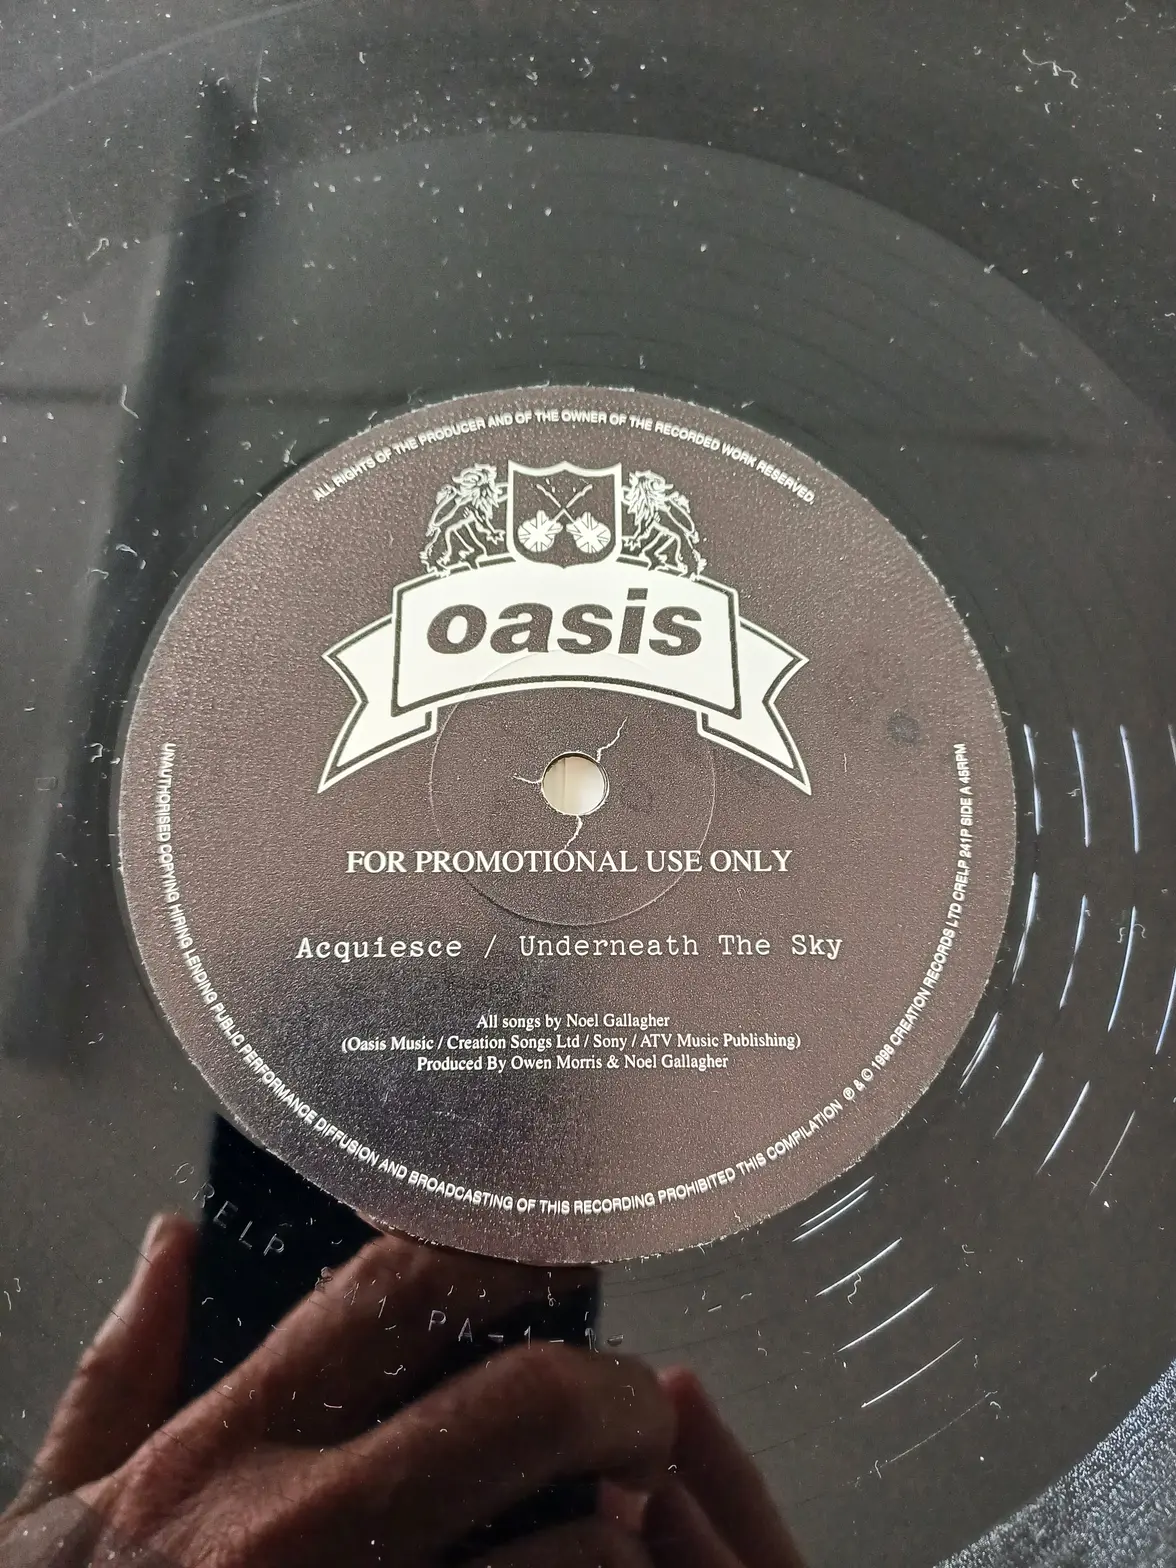 ALL RIGHTS OF THE PRODUCER AND OF THE OWNER OF THE RECORDED WORK RESERVED
oasis
FOR PROMOTIONAL USE ONLY
Acquiesce / Underneath The Sky
All songs by Noel Gallagher
(Oasis Music / Creation Songs Ltd / Sony / ATV Music Publishing)
Produced By Owen Morris & Noel Gallagher
UNAUTHORISED COPYING HIRING LENDING PUBLIC PERFORMANCE DIFFUSION AND BROADCASTING OF THIS RECORDING PROHIBITED THIS COMPILATION ℗ & © 1998 CREATION RECORDS LTD CRELP 241P SIDE A 45RPM
PA-1-1-